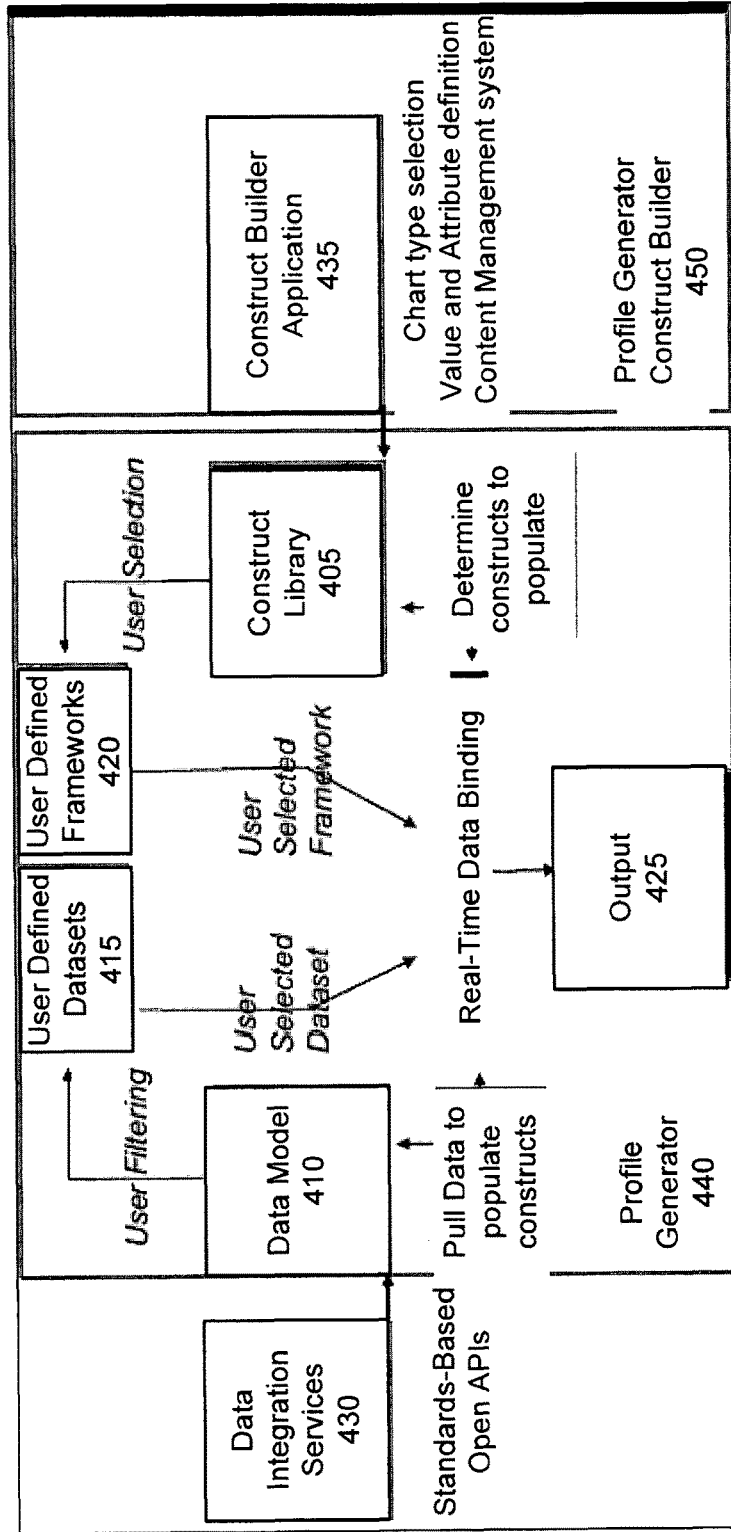 Data
Integration
Services
430
Standards-Based
Open APIs
User Filtering
Data Model
410
Pull Data to
populate
constructs
Profile
Generator
440
User Defined
Datasets
415
User Defined
Frameworks
420
User
Selected
Dataset
User
Selected
Framework
Real-Time Data Binding
Output
425
User Selection
Construct
Library
405
Determine
constructs to
populate
Construct Builder
Application
435
Chart type selection
Value and Attribute definition
Content Management system
Profile Generator
Construct Builder
450